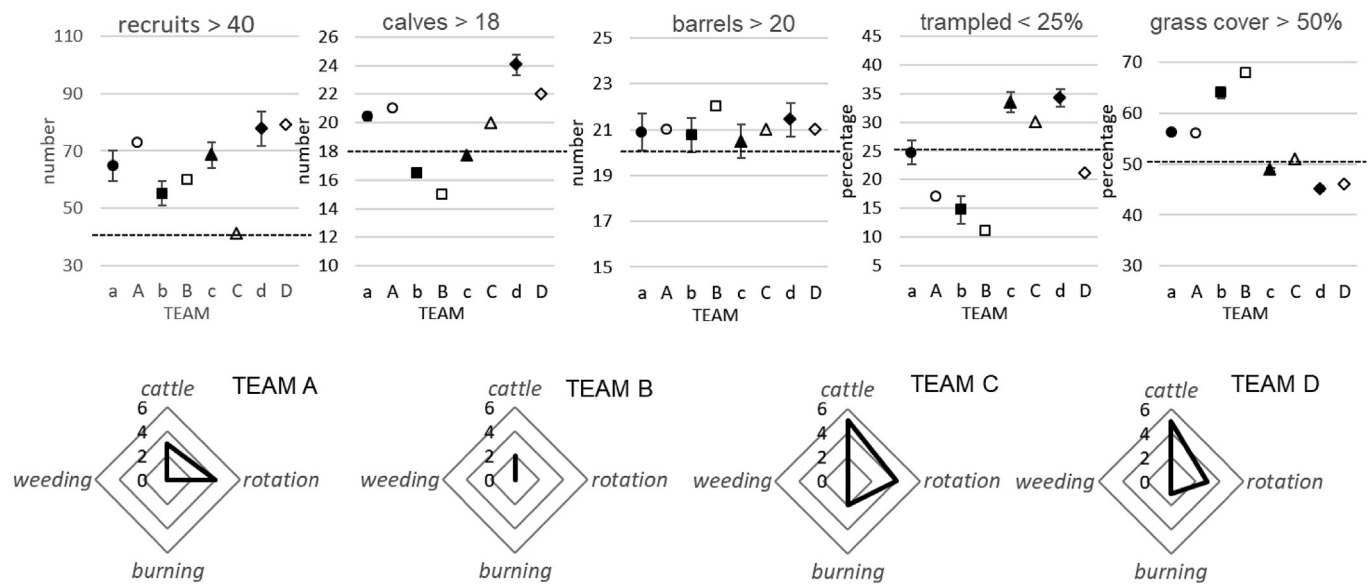 recruits > 40
110
90
70
50
30
number
a A b B c C d D
TEAM
calves > 18
26
24
22
20
18
16
14
12
10
number
a A b B c C d D
TEAM
barrels > 20
25
23
21
19
17
15
number
a A b B c C d D
TEAM
trampled < 25%
45
40
35
30
25
20
15
10
5
percentage
a A b B c C d D
TEAM
grass cover > 50%
70
60
50
40
30
percentage
a A b B c C d D
TEAM
TEAM A
cattle
6
4
2
0
weeding
rotation
burning
TEAM B
cattle
6
4
2
0
weeding
rotation
burning
TEAM C
cattle
6
4
2
0
weeding
rotation
burning
TEAM D
cattle
6
4
2
0
weeding
rotation
burning